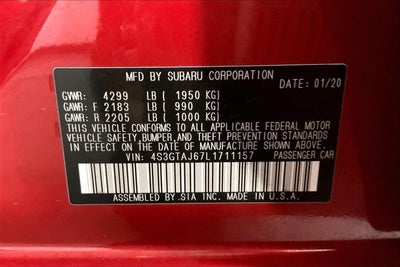 MFD BY SUBARU CORPORATION
DATE: 01/20
GVWR: 4299 LB ( 1950 KG)
GAWR: F 2183 LB ( 990 KG)
GAWR: R 2205 LB ( 1000 KG)
THIS VEHICLE CONFORMS TO ALL APPLICABLE FEDERAL MOTOR
VEHICLE SAFETY, BUMPER, AND THEFT PREVENTION STANDARDS
IN EFFECT ON THE DATE OF MANUFACTURE SHOWN ABOVE.
VIN: 4S3GTAJ67L1711157 PASSENGER CAR
ASSEMBLED BY SIA INC. MADE IN U.S.A.